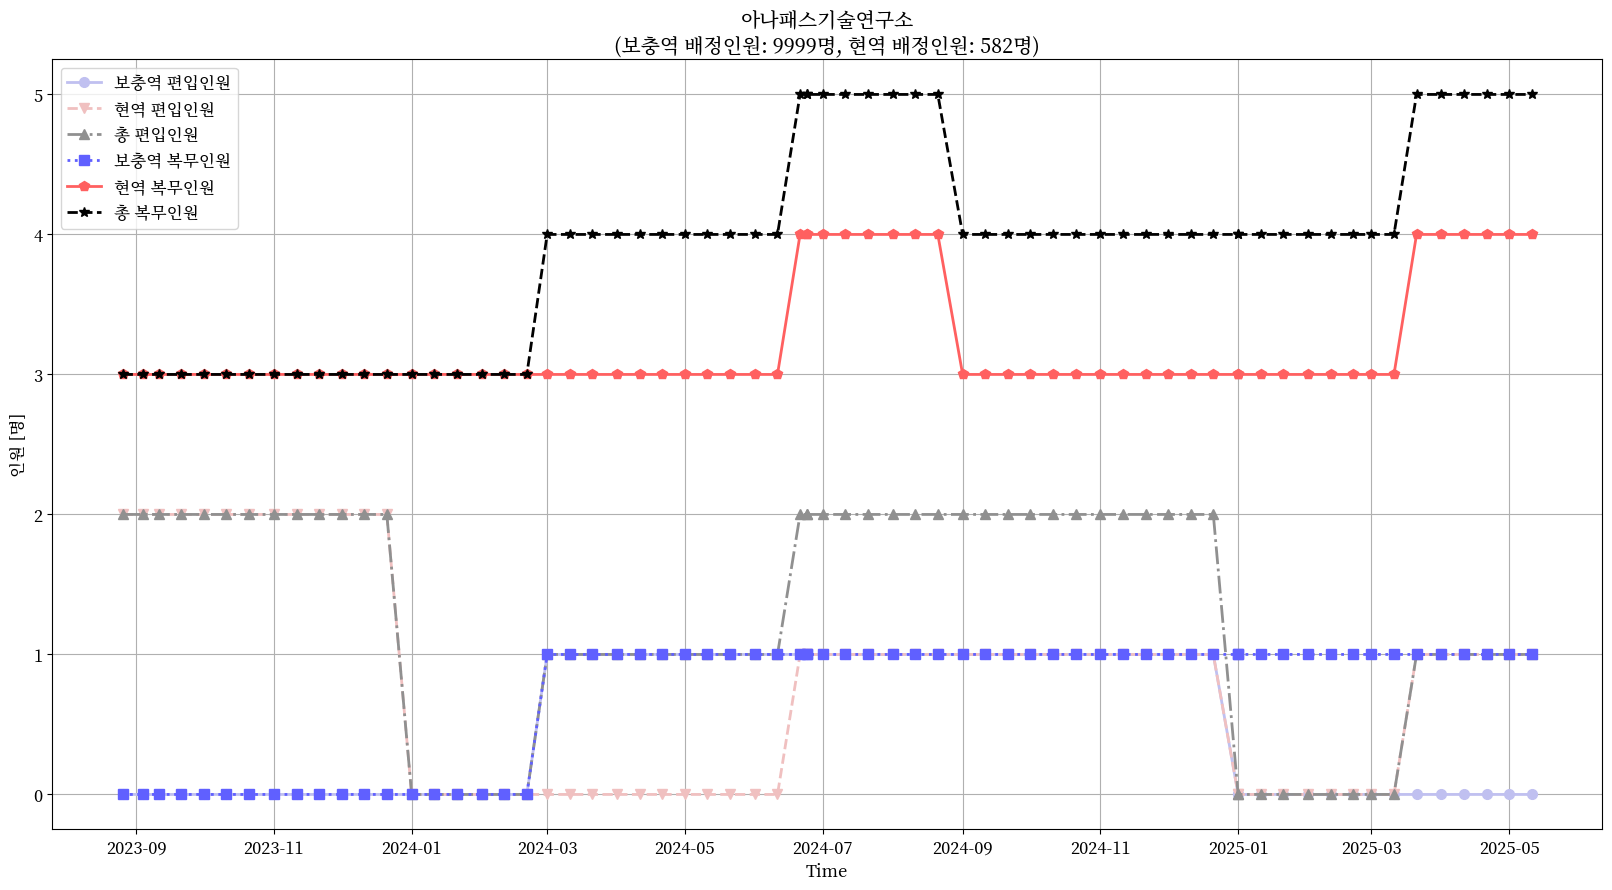 아나패스기술연구소
(보충역 배정인원: 9999명, 현역 배정인원: 582명)
보충역 편입인원
현역 편입인원
총 편입인원
보충역 복무인원
현역 복무인원
총 복무인원
인원 [명]
5
4
3
2
1
0
2023-09
2023-11
2024-01
2024-03
2024-05
2024-07
2024-09
2024-11
2025-01
2025-03
2025-05
Time